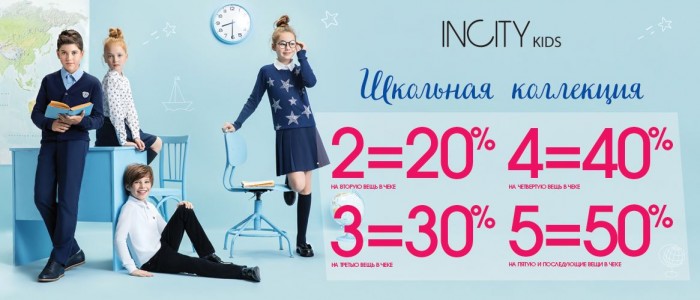 INCITY KIDS
Школьная коллекция
2=20%
НА ВТОРУЮ ВЕЩЬ В ЧЕКЕ
4=40%
НА ЧЕТВЕРТУЮ ВЕЩЬ В ЧЕКЕ
3=30%
НА ТРЕТЬЮ ВЕЩЬ В ЧЕКЕ
5=50%
НА ПЯТУЮ И ПОСЛЕДУЮЩИЕ ВЕЩИ В ЧЕКЕ